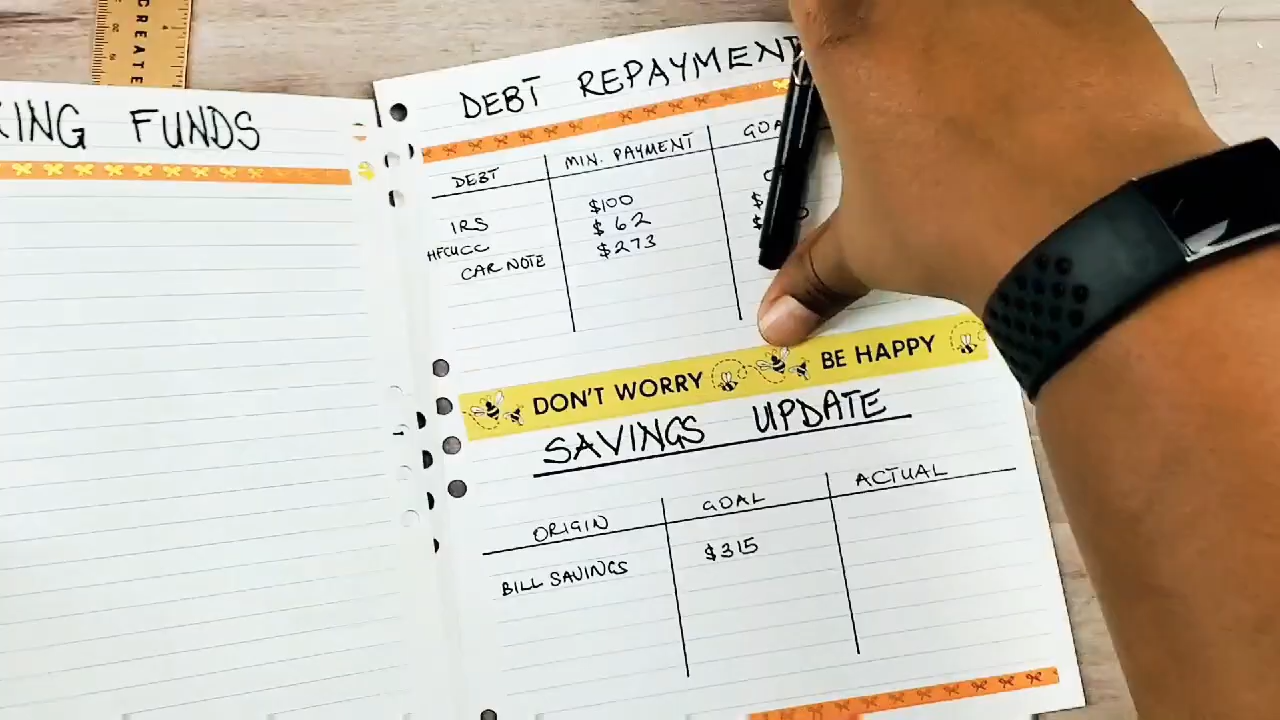 CREATE
KING FUNDS
DEBT REPAYMENT
DEBT MIN. PAYMENT
IRS $100
HFCUCC $62
CAR NOTE $273
DON'T WORRY BE HAPPY
SAVINGS UPDATE
ORIGIN GOAL ACTUAL
BILL SAVINGS $315